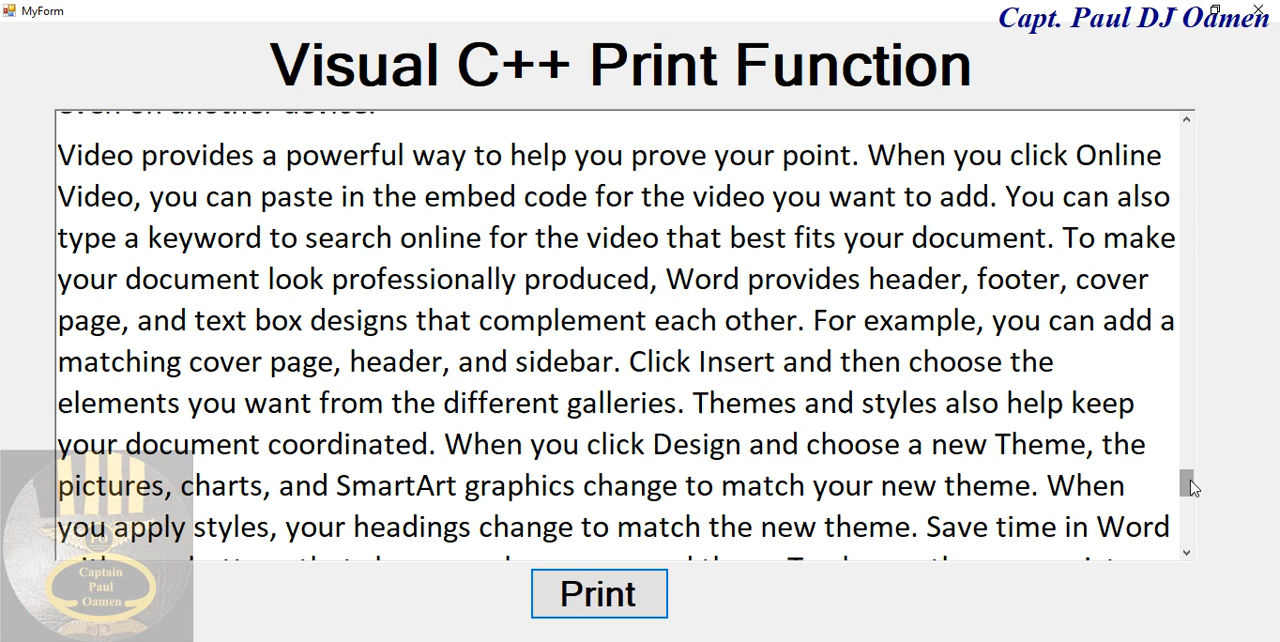 MyForm
Capt. Paul DJ Oamen
Visual C++ Print Function
even on another device.
Video provides a powerful way to help you prove your point. When you click Online
Video, you can paste in the embed code for the video you want to add. You can also
type a keyword to search online for the video that best fits your document. To make
your document look professionally produced, Word provides header, footer, cover
page, and text box designs that complement each other. For example, you can add a
matching cover page, header, and sidebar. Click Insert and then choose the
elements you want from the different galleries. Themes and styles also help keep
your document coordinated. When you click Design and choose a new Theme, the
pictures, charts, and SmartArt graphics change to match your new theme. When
you apply styles, your headings change to match the new theme. Save time in Word
Captain
Paul
Oamen
Print